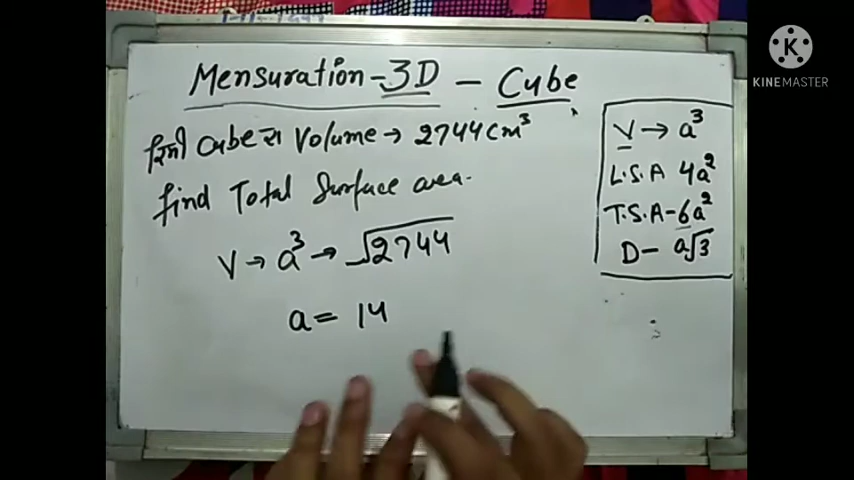 Mensuration - 3D - Cube
किसी Cube का Volume → 2744 cm³
find Total Surface area.
V → a³ → √2744
a = 14
V → a³
L.S.A 4a²
T.S.A - 6a²
D - a√3
K
KINEMASTER